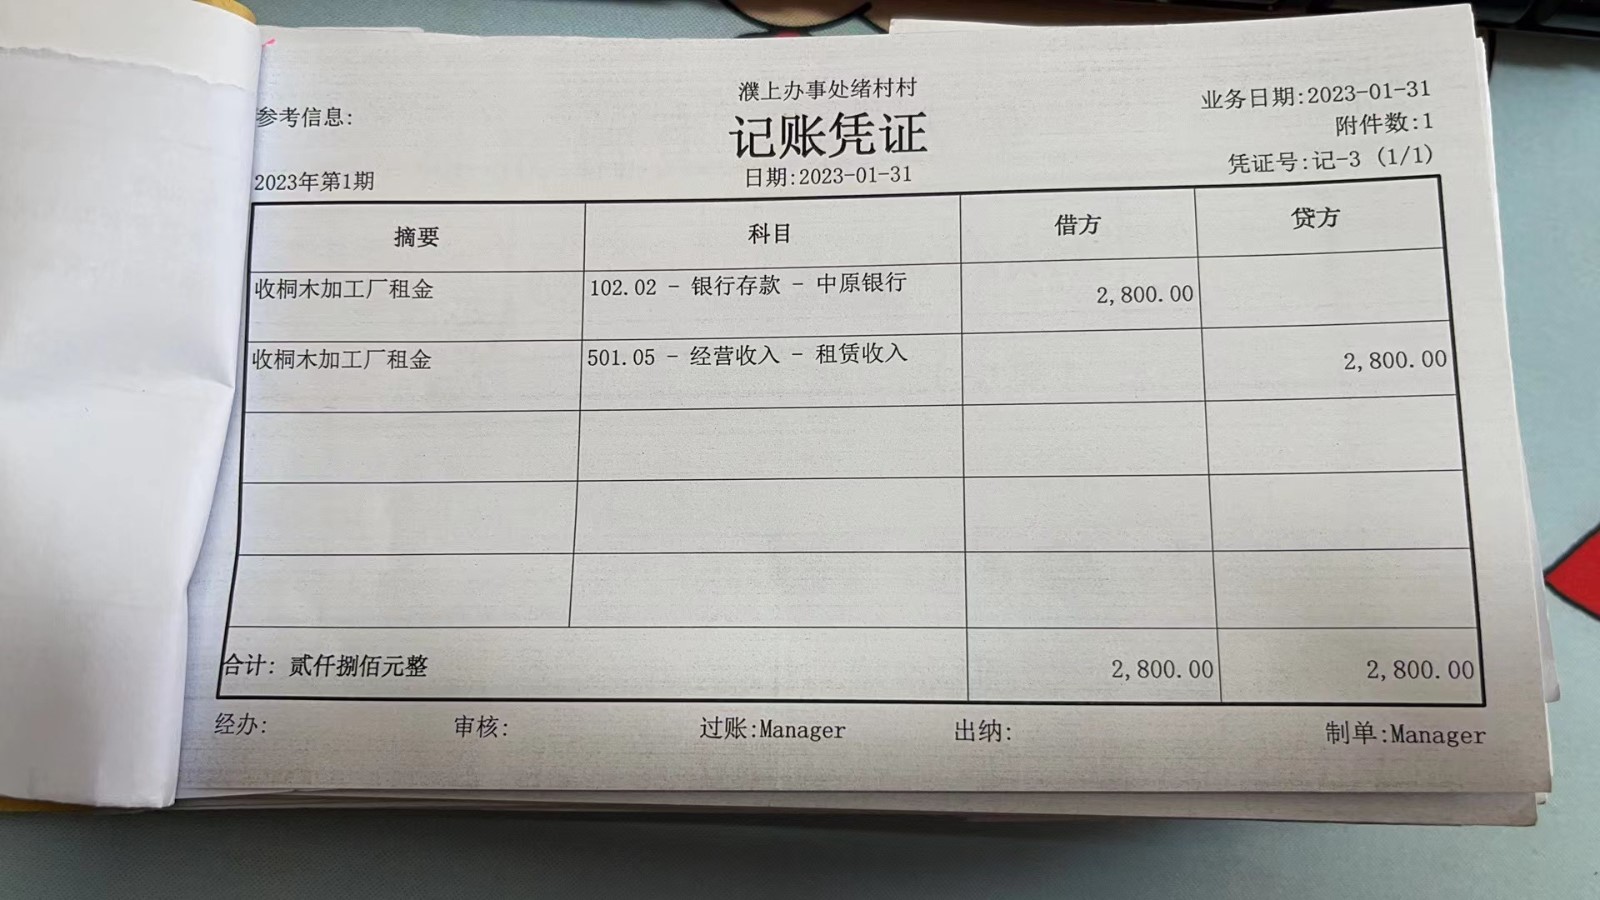 濮上办事处绪村村
参考信息:
记账凭证
业务日期:2023-01-31
附件数:1
2023年第1期
日期:2023-01-31
凭证号:记-3 (1/1)
摘要 科目 借方 贷方
收桐木加工厂租金 102.02 - 银行存款 - 中原银行 2,800.00
收桐木加工厂租金 501.05 - 经营收入 - 租赁收入 2,800.00
合计: 贰仟捌佰元整 2,800.00 2,800.00
经办: 审核: 过账:Manager 出纳: 制单:Manager